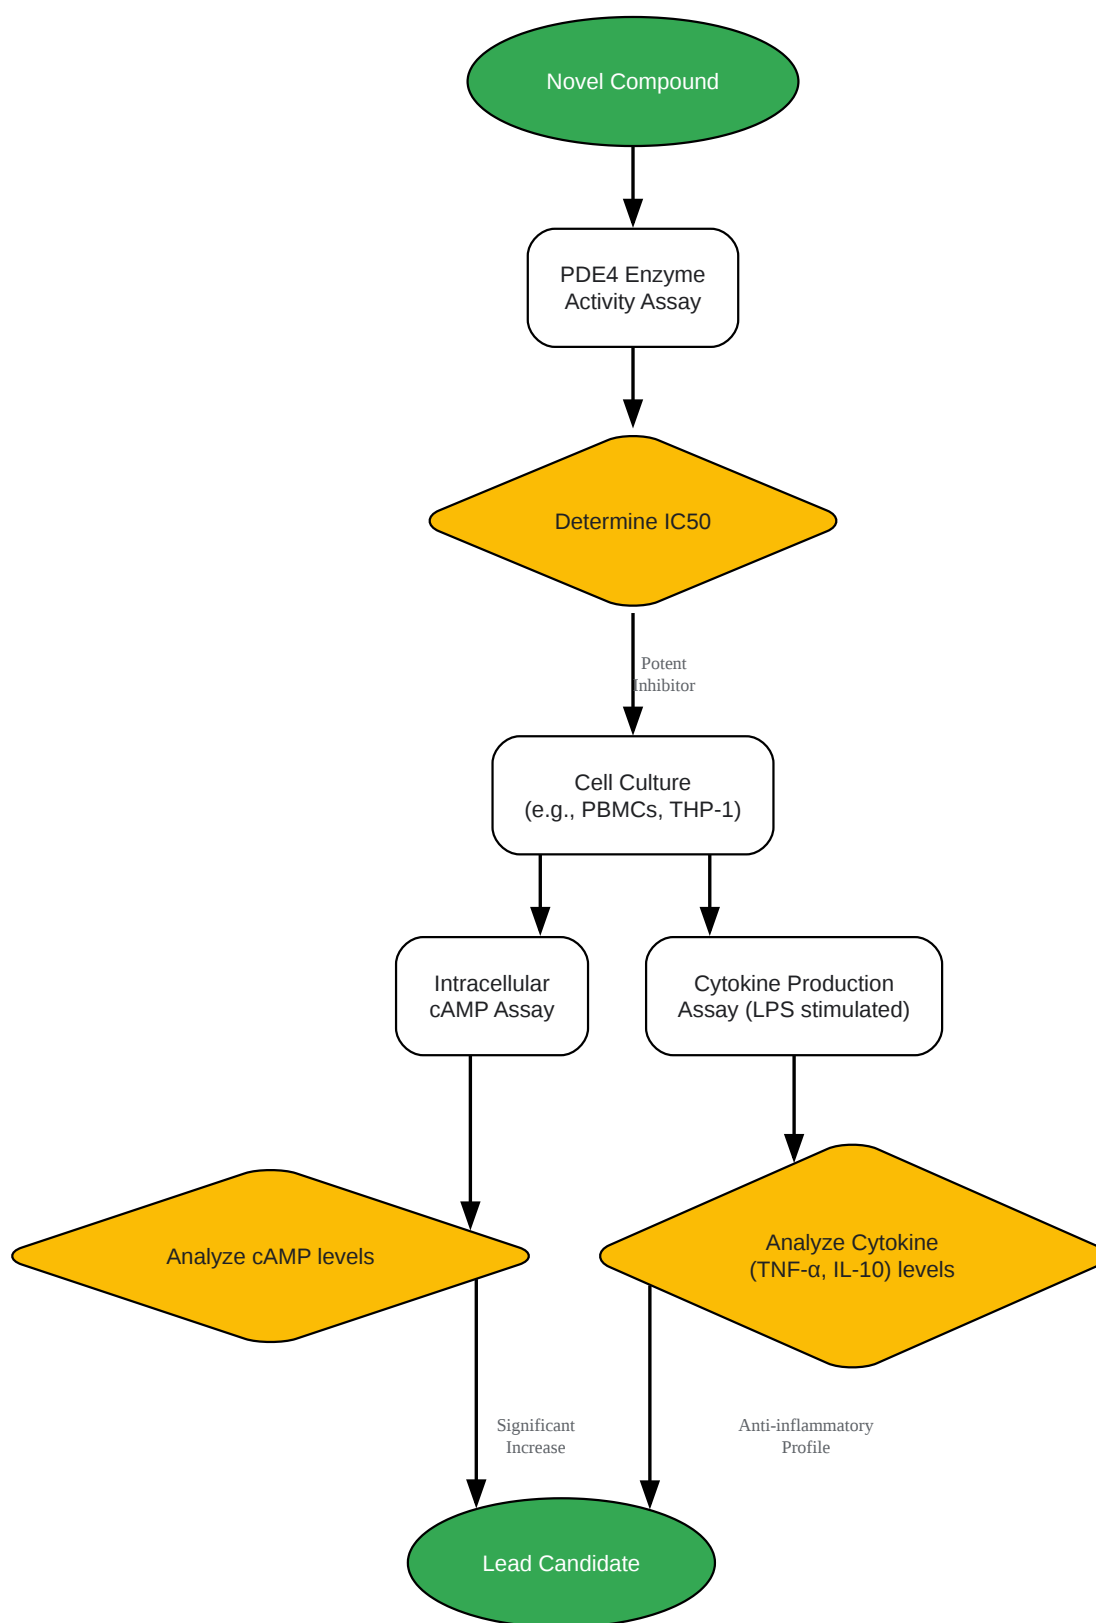 Novel Compound
PDE4 Enzyme
Activity Assay
Determine IC50
Potent
Inhibitor
Cell Culture
(e.g., PBMCs, THP-1)
Intracellular
cAMP Assay
Cytokine Production
Assay (LPS stimulated)
Analyze cAMP levels
Analyze Cytokine
(TNF-α, IL-10) levels
Significant
Increase
Anti-inflammatory
Profile
Lead Candidate